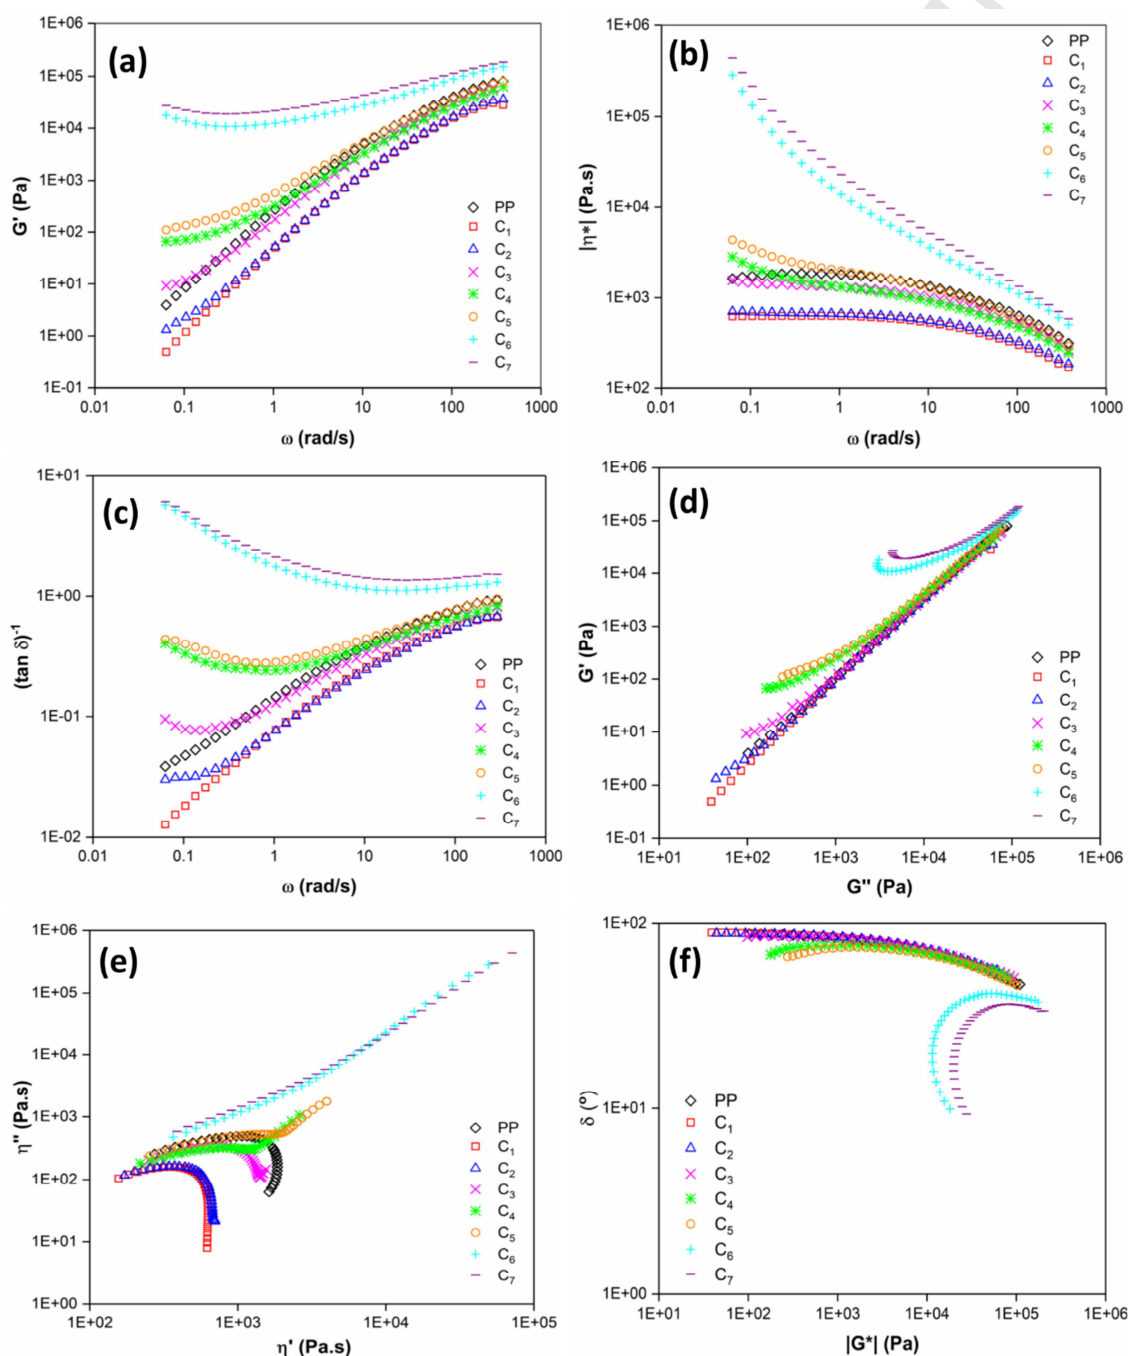 (a)
1E+06
1E+05
1E+04
1E+03
1E+02
1E+01
1E+00
1E-01
G' (Pa)
0.01 0.1 1 10 100 1000
ω (rad/s)
PP
C1
C2
C3
C4
C5
C6
C7
(b)
1E+06
1E+05
1E+04
1E+03
1E+02
|η*| (Pa.s)
0.01 0.1 1 10 100 1000
ω (rad/s)
PP
C1
C2
C3
C4
C5
C6
C7
(c)
1E+01
1E+00
1E-01
1E-02
(tan δ)-1
0.01 0.1 1 10 100 1000
ω (rad/s)
PP
C1
C2
C3
C4
C5
C6
C7
(d)
1E+06
1E+05
1E+04
1E+03
1E+02
1E+01
1E+00
1E-01
G' (Pa)
1E+01 1E+02 1E+03 1E+04 1E+05 1E+06
G'' (Pa)
PP
C1
C2
C3
C4
C5
C6
C7
(e)
1E+06
1E+05
1E+04
1E+03
1E+02
1E+01
1E+00
η'' (Pa.s)
1E+02 1E+03 1E+04 1E+05
η' (Pa.s)
PP
C1
C2
C3
C4
C5
C6
C7
(f)
1E+02
1E+01
1E+00
δ (º)
1E+01 1E+02 1E+03 1E+04 1E+05 1E+06
|G*| (Pa)
PP
C1
C2
C3
C4
C5
C6
C7